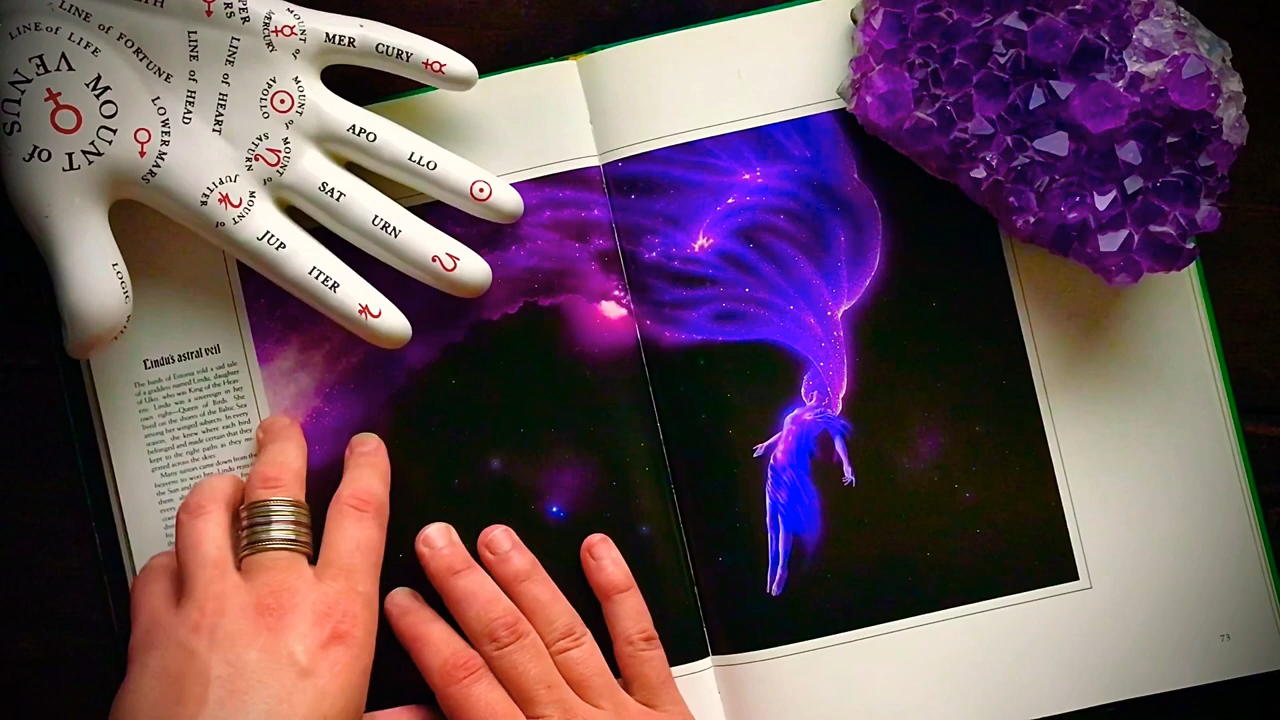 LINE of LIFE
LINE of FORTUNE
LINE of HEAD
LINE of HEART
MOUNT of VENUS
LOWER MARS
MOUNT of MERCURY
MOUNT of APOLLO
MOUNT of SATURN
MOUNT of JUPITER
MER CURY
APO LLO
SAT URN
JUP ITER
LOGIC
Lindu's astral veil
The bards of Estonia told a sad tale
of a goddess named Lindu, daughter
of Uko, who was King of the Heav-
ens. Lindu was a sovereign in her
own right—Queen of Birds. She
lived on the shores of the Baltic Sea
among her winged subjects. In every
season, she knew where each bird
belonged and made certain that they
kept to the right paths as they mi-
grated across the skies.
Many suitors came down from the
heavens to woo her. Lindu
the Sun and
them
every
73